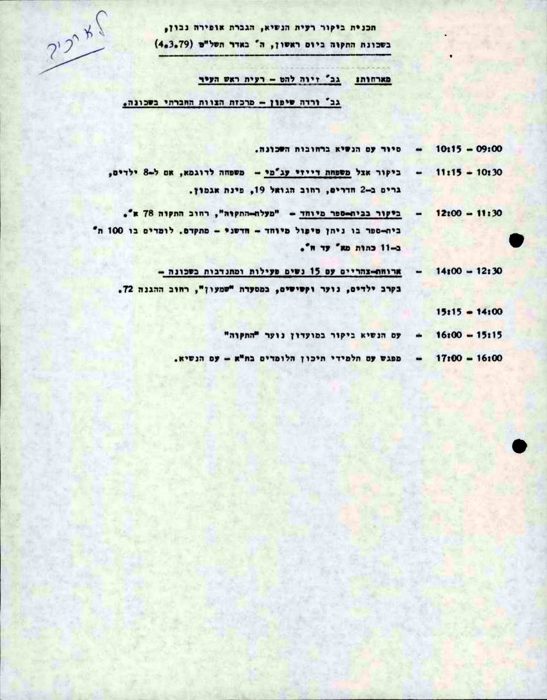 לארכיב
תכנית ביקור רעית הנשיא, הגברת אופירה נבון,
בשכונת התקוה ביום ראשון, ה' באדר תשל"ט (4.3.79)
מארחות: גב' זיוה להט - רעית ראש העיר
גב' ורדה שיפון - מרכזת הצוות החברתי בשכונה.
09:00 - 10:15 - סיור עם הנשיא ברחובות השכונה.
10:30 - 11:15 - ביקור אצל משפחת דייזי עג'מי - משפחה לדוגמא, אם ל-8 ילדים,
גרים ב-2 חדרים, רחוב הגואל 19, פינת אגמון.
11:30 - 12:00 - ביקור בבית-ספר מיוחד - "מעלה-התקוה", רחוב התקוה 78 א'.
בית-ספר בו ניתן טיפול מיוחד - חדשני - מתקדם. לומדים בו 100 ת'
ב-11 כתות מא' עד ח'.
12:30 - 14:00 - ארוחת-צהריים עם 15 נשים פעילות ומתנדבות בשכונה -
בקרב ילדים, נוער וקשישים, במסעדת "שמעון", רחוב ההגנה 72.
14:00 - 15:15
15:15 - 16:00 - עם הנשיא ביקור במועדון נוער "התקוה"
16:00 - 17:00 - מפגש עם תלמידי תיכון הלומדים בת"א - עם הנשיא.